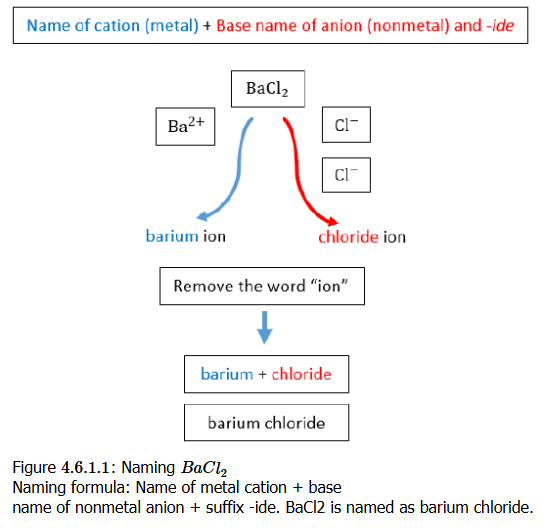 Name of cation (metal) + Base name of anion (nonmetal) and -ide
BaCl₂
Ba²⁺
Cl⁻
Cl⁻
barium ion
chloride ion
Remove the word “ion”
barium + chloride
barium chloride
Figure 4.6.1.1: Naming BaCl₂
Naming formula: Name of metal cation + base
name of nonmetal anion + suffix -ide. BaCl2 is named as barium chloride.